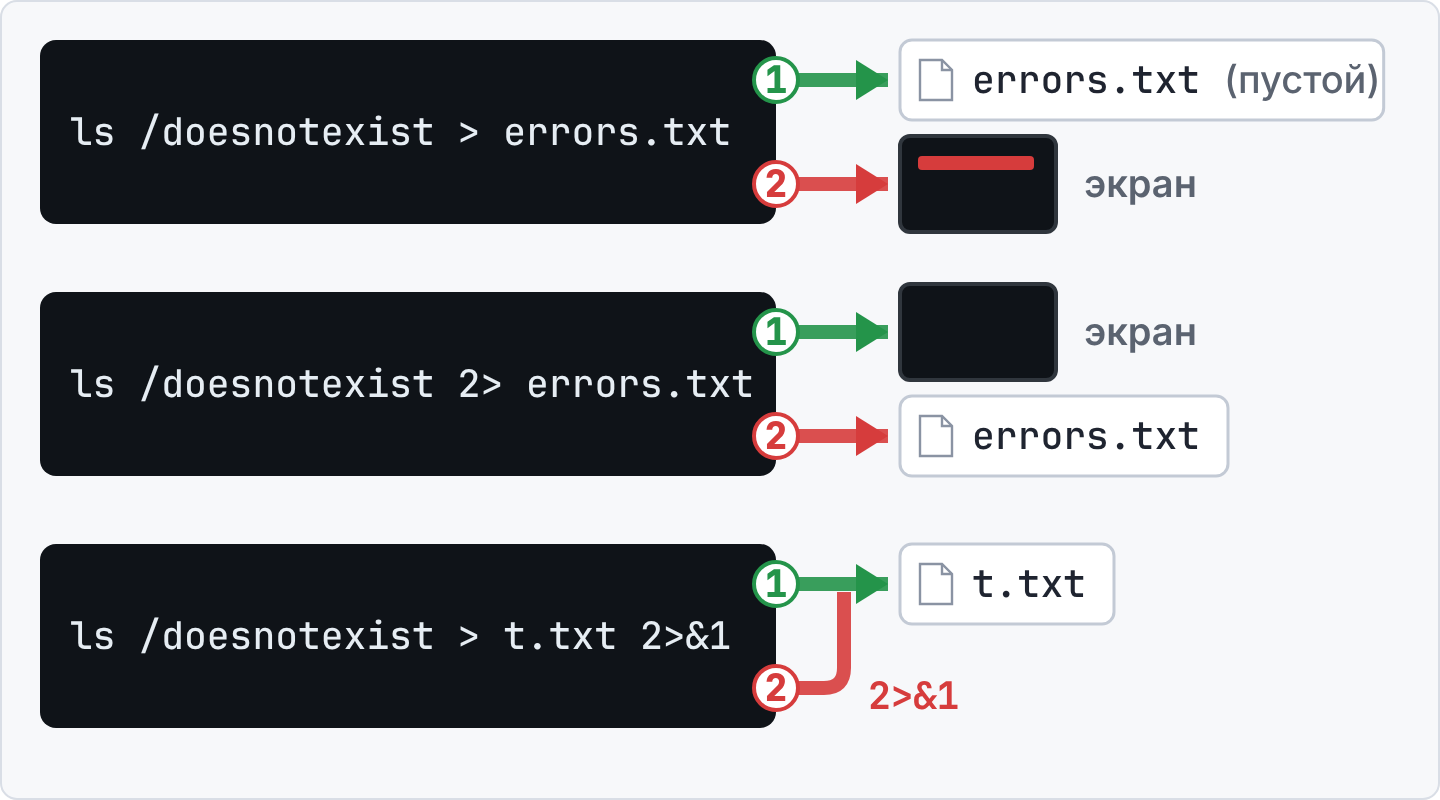 ls /doesnotexist > errors.txt
1
errors.txt (пустой)
2
экран
ls /doesnotexist 2> errors.txt
1
экран
2
errors.txt
ls /doesnotexist > t.txt 2>&1
1
t.txt
2
2>&1